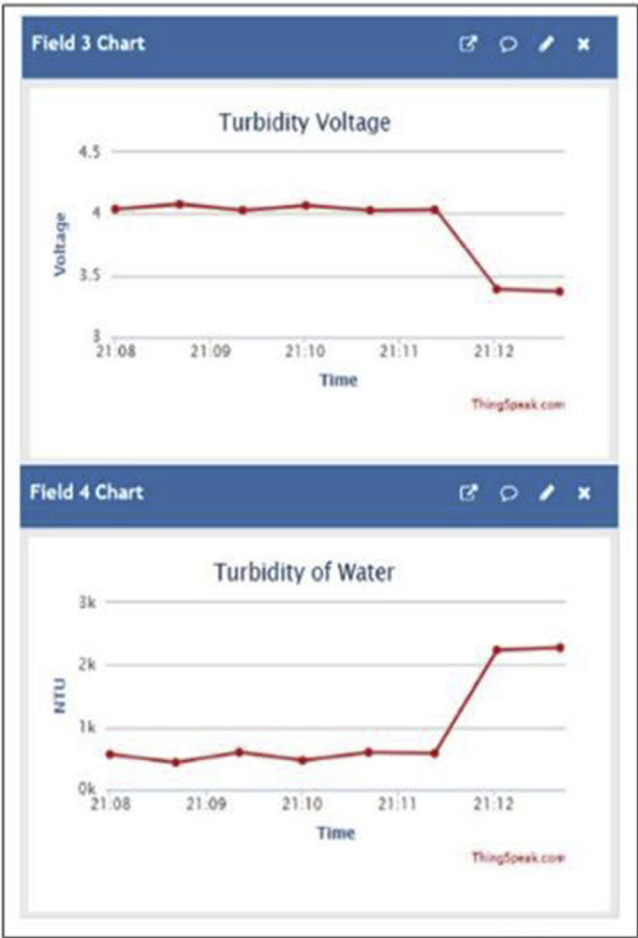 Field 3 Chart
Turbidity Voltage
4.5
4
3.5
3
Voltage
21:08 21:09 21:10 21:11 21:12
Time
ThingSpeak.com
Field 4 Chart
Turbidity of Water
3k
2k
1k
0k
NTU
21:08 21:09 21:10 21:11 21:12
Time
ThingSpeak.com